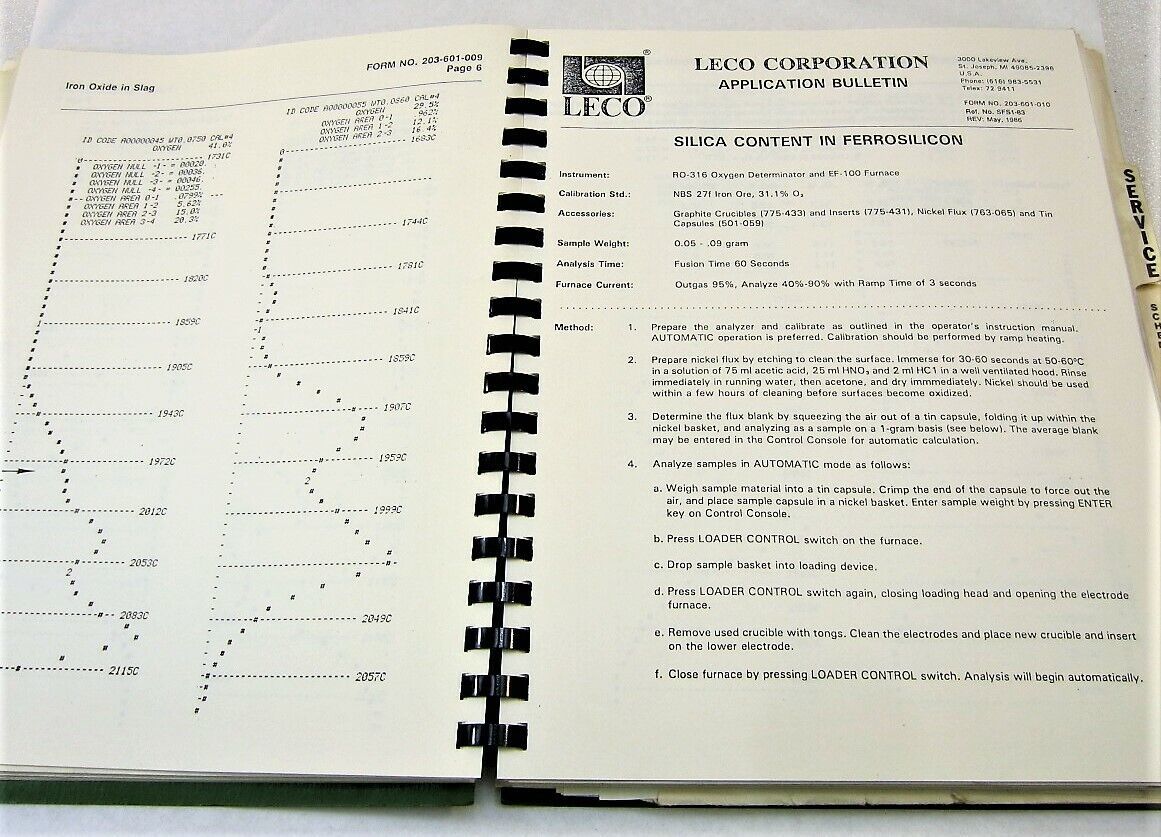 FORM NO. 203-601-009
Page 6
Iron Oxide in Slag
ID CODE A00000045 WT0.0750 CAL#4
OXYGEN 41.0%
1731C
OXYGEN NULL -1- = 00020.
OXYGEN NULL -2- = 00036.
OXYGEN NULL -3- = 00046.
OXYGEN NULL -4- = 00255.
OXYGEN AREA 0-1 .0799%
OXYGEN AREA 1-2 5.62%
OXYGEN AREA 2-3 15.0%
OXYGEN AREA 3-4 20.3%
1771C
1820C
1859C
1905C
1943C
1972C
2012C
2053C
2
2083C
2115C
ID CODE A00000055 WT0.0860 CAL#4
OXYGEN 29.5%
OXYGEN AREA 0-1 .962%
OXYGEN AREA 1-2 12.1%
OXYGEN AREA 2-3 16.4%
1683C
1744C
1781C
1841C
1859C
1907C
1959C
2
1999C
2049C
2057C
LECO®
LECO CORPORATION
APPLICATION BULLETIN
3000 Lakeview Ave.
St. Joseph, MI 49085-2396
U.S.A.
Phone: (616) 983-5531
Telex: 72 9411
FORM NO. 203-601-010
Ref. No. SFS1-83
REV: May, 1986
SILICA CONTENT IN FERROSILICON
Instrument: RO-316 Oxygen Determinator and EF-100 Furnace
Calibration Std.: NBS 27f Iron Ore, 31.1% O₂
Accessories: Graphite Crucibles (775-433) and Inserts (775-431), Nickel Flux (763-065) and Tin
Capsules (501-059)
Sample Weight: 0.05 - .09 gram
Analysis Time: Fusion Time 60 Seconds
Furnace Current: Outgas 95%, Analyze 40%-90% with Ramp Time of 3 seconds
Method: 1. Prepare the analyzer and calibrate as outlined in the operator's instruction manual.
AUTOMATIC operation is preferred. Calibration should be performed by ramp heating.
2. Prepare nickel flux by etching to clean the surface. Immerse for 30-60 seconds at 50-60°C
in a solution of 75 ml acetic acid, 25 ml HNO₃ and 2 ml HC1 in a well ventilated hood. Rinse
immediately in running water, then acetone, and dry immmediately. Nickel should be used
within a few hours of cleaning before surfaces become oxidized.
3. Determine the flux blank by squeezing the air out of a tin capsule, folding it up within the
nickel basket, and analyzing as a sample on a 1-gram basis (see below). The average blank
may be entered in the Control Console for automatic calculation.
4. Analyze samples in AUTOMATIC mode as follows:
a. Weigh sample material into a tin capsule. Crimp the end of the capsule to force out the
air, and place sample capsule in a nickel basket. Enter sample weight by pressing ENTER
key on Control Console.
b. Press LOADER CONTROL switch on the furnace.
c. Drop sample basket into loading device.
d. Press LOADER CONTROL switch again, closing loading head and opening the electrode
furnace.
e. Remove used crucible with tongs. Clean the electrodes and place new crucible and insert
on the lower electrode.
f. Close furnace by pressing LOADER CONTROL switch. Analysis will begin automatically.
SERVICE